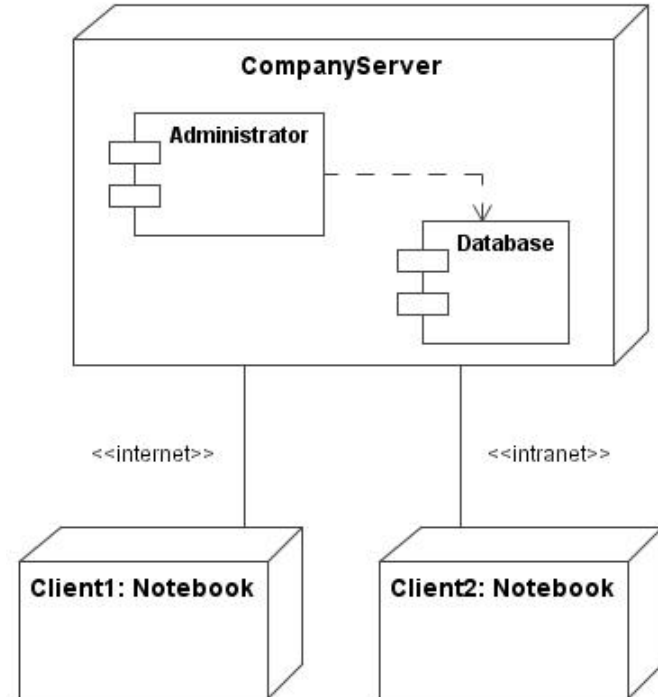 CompanyServer
Administrator
Database
<<internet>>
<<intranet>>
Client1: Notebook
Client2: Notebook